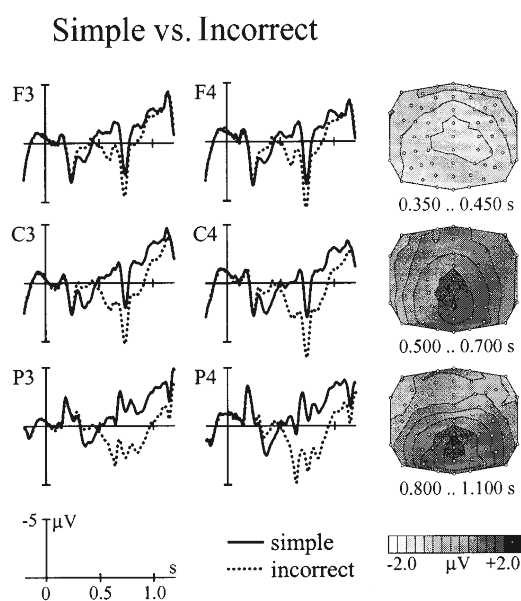 Simple vs. Incorrect
F3
F4
0.350 .. 0.450 s
C3
C4
0.500 .. 0.700 s
P3
P4
0.800 .. 1.100 s
-5 μV
0.0 0.5 1.0 s
simple
incorrect
-2.0 μV +2.0